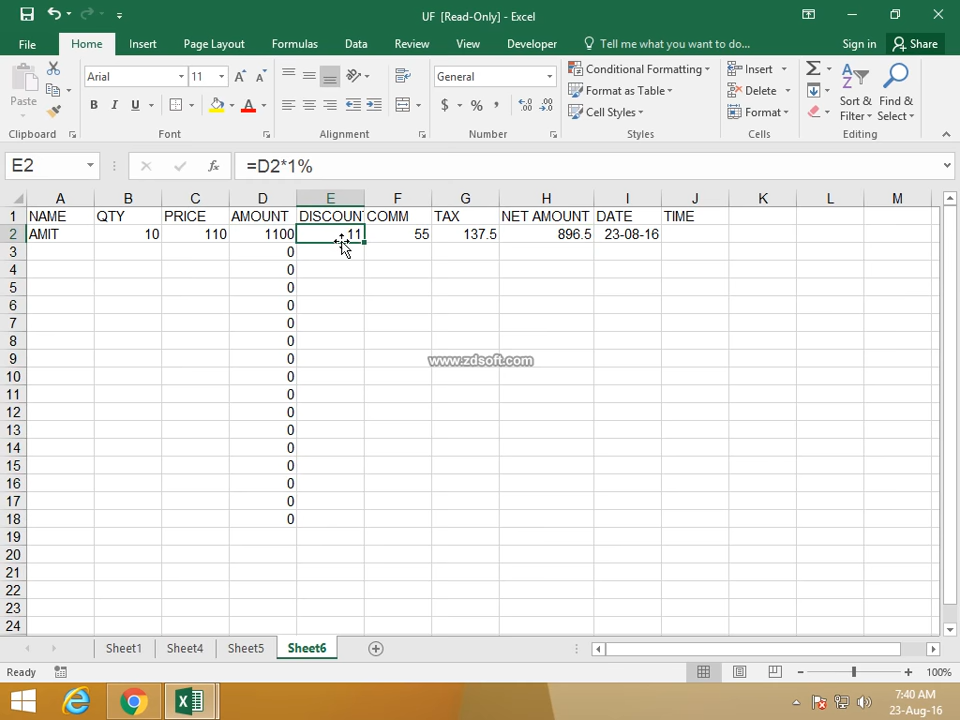 UF [Read-Only] - Excel
File Home Insert Page Layout Formulas Data Review View Developer Tell me what you want to do... Sign in Share
Paste Arial 11 General Conditional Formatting Insert
Format as Table Delete
Cell Styles Format Sort & Filter Find & Select
Clipboard Font Alignment Number Styles Cells Editing
E2 =D2*1%
A B C D E F G H I J K L M
1 NAME QTY PRICE AMOUNT DISCOUN COMM TAX NET AMOUNT DATE TIME
2 AMIT 10 110 1100 11 55 137.5 896.5 23-08-16
3 0
4 0
5 0
6 0
7 0
8 0
9 0
www.zdsoft.com
10 0
11 0
12 0
13 0
14 0
15 0
16 0
17 0
18 0
19
20
21
22
23
24
Sheet1 Sheet4 Sheet5 Sheet6
Ready 100%
7:40 AM
23-Aug-16